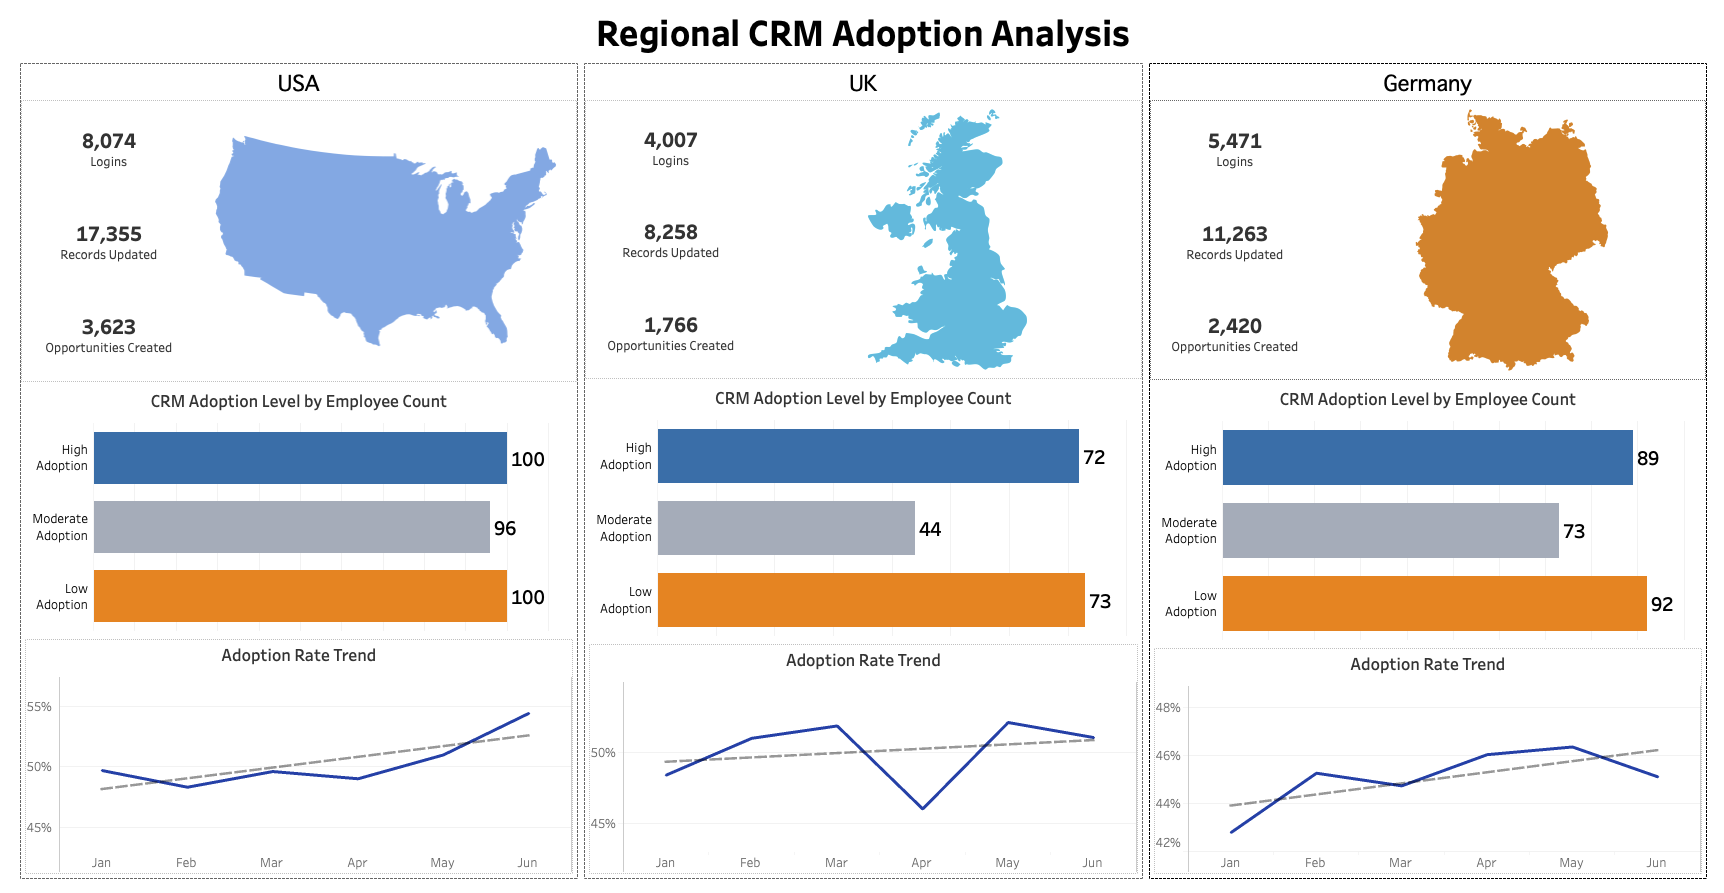 Regional CRM Adoption Analysis
USA
8,074
Logins
17,355
Records Updated
3,623
Opportunities Created
CRM Adoption Level by Employee Count
High
Adoption
100
Moderate
Adoption
96
Low
Adoption
100
Adoption Rate Trend
55%
50%
45%
Jan Feb Mar Apr May Jun
UK
4,007
Logins
8,258
Records Updated
1,766
Opportunities Created
CRM Adoption Level by Employee Count
High
Adoption
72
Moderate
Adoption
44
Low
Adoption
73
Adoption Rate Trend
50%
45%
Jan Feb Mar Apr May Jun
Germany
5,471
Logins
11,263
Records Updated
2,420
Opportunities Created
CRM Adoption Level by Employee Count
High
Adoption
89
Moderate
Adoption
73
Low
Adoption
92
Adoption Rate Trend
48%
46%
44%
42%
Jan Feb Mar Apr May Jun